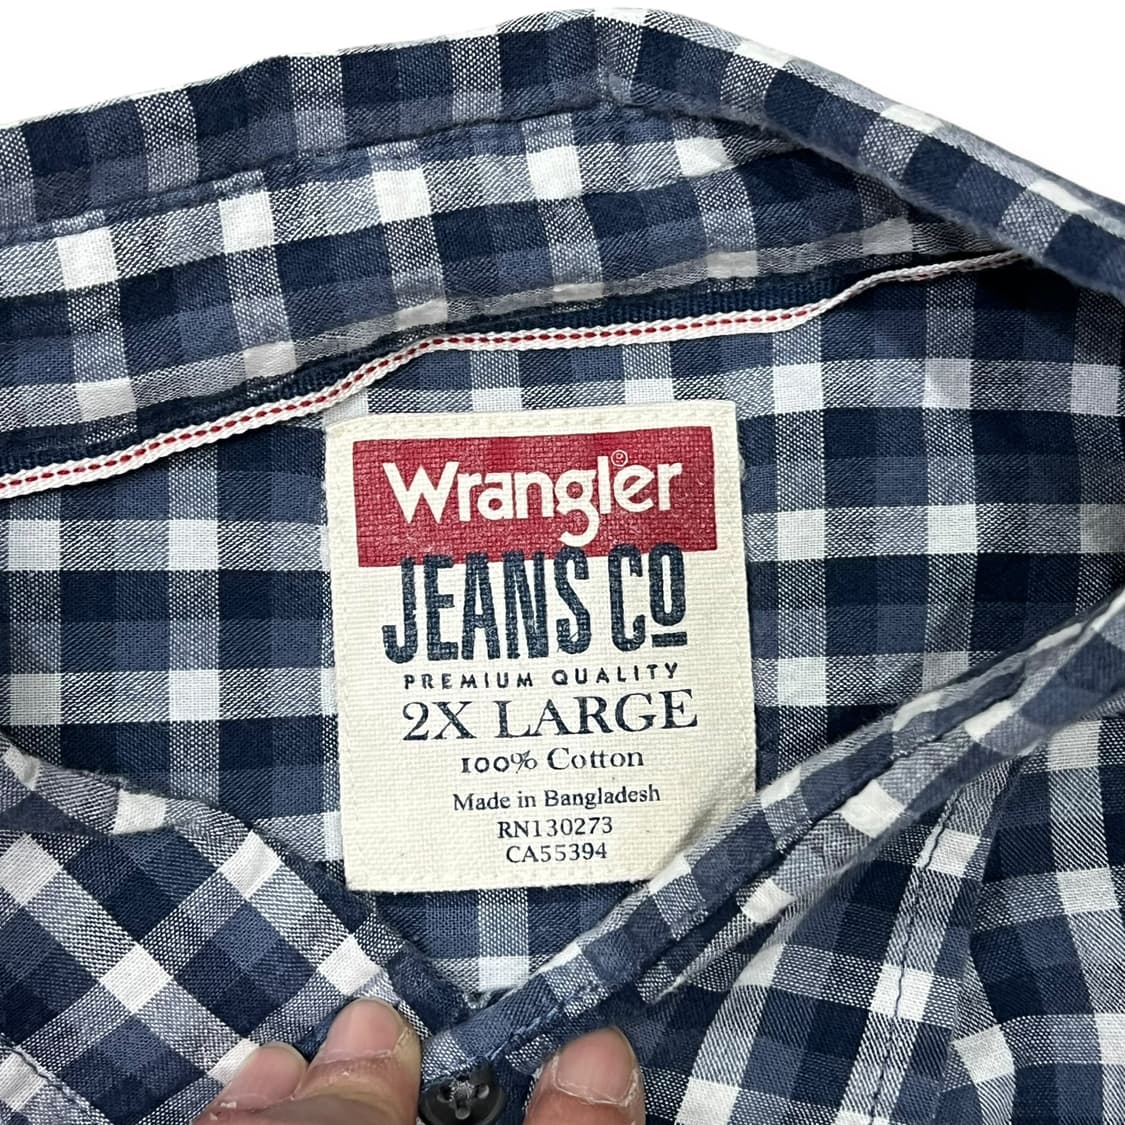 Wrangler®
JEANS CO
PREMIUM QUALITY
2X LARGE
100% Cotton
Made in Bangladesh
RN130273
CA55394